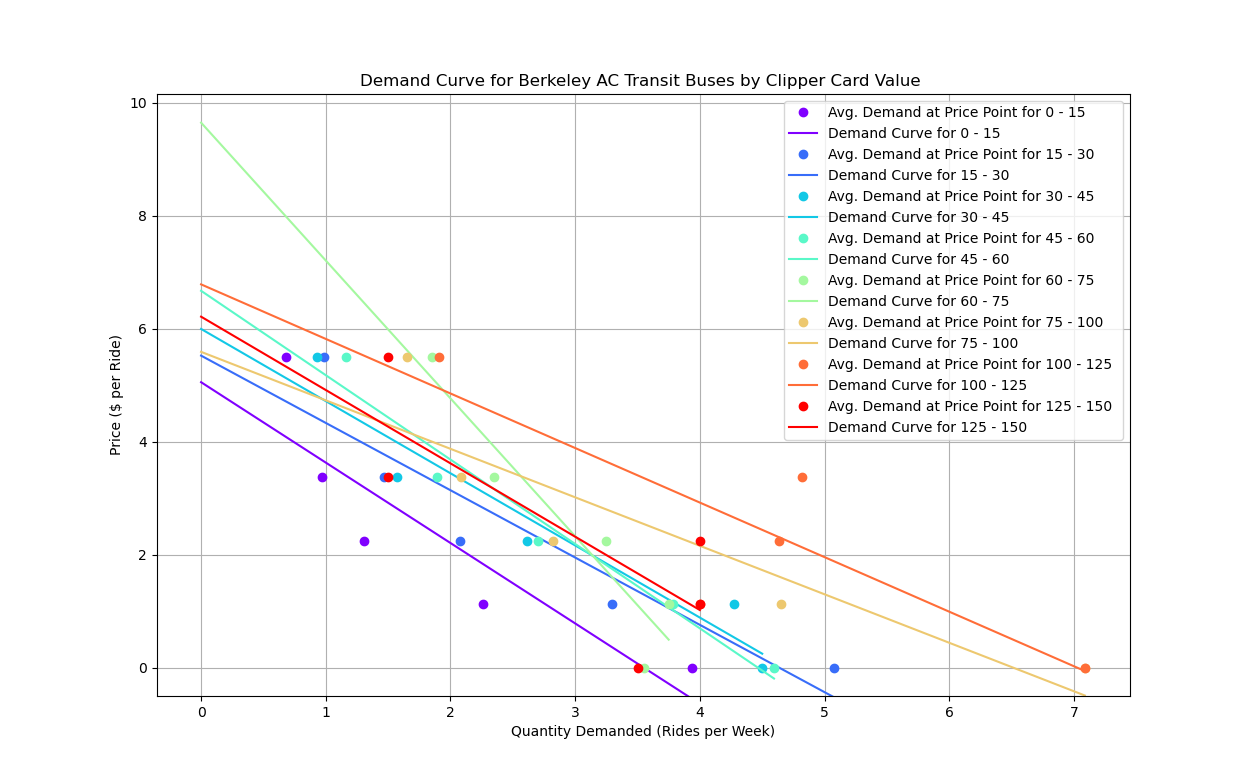 Demand Curve for Berkeley AC Transit Buses by Clipper Card Value
10
8
6
4
2
0
Price ($ per Ride)
Avg. Demand at Price Point for 0 - 15
Demand Curve for 0 - 15
Avg. Demand at Price Point for 15 - 30
Demand Curve for 15 - 30
Avg. Demand at Price Point for 30 - 45
Demand Curve for 30 - 45
Avg. Demand at Price Point for 45 - 60
Demand Curve for 45 - 60
Avg. Demand at Price Point for 60 - 75
Demand Curve for 60 - 75
Avg. Demand at Price Point for 75 - 100
Demand Curve for 75 - 100
Avg. Demand at Price Point for 100 - 125
Demand Curve for 100 - 125
Avg. Demand at Price Point for 125 - 150
Demand Curve for 125 - 150
0 1 2 3 4 5 6 7
Quantity Demanded (Rides per Week)